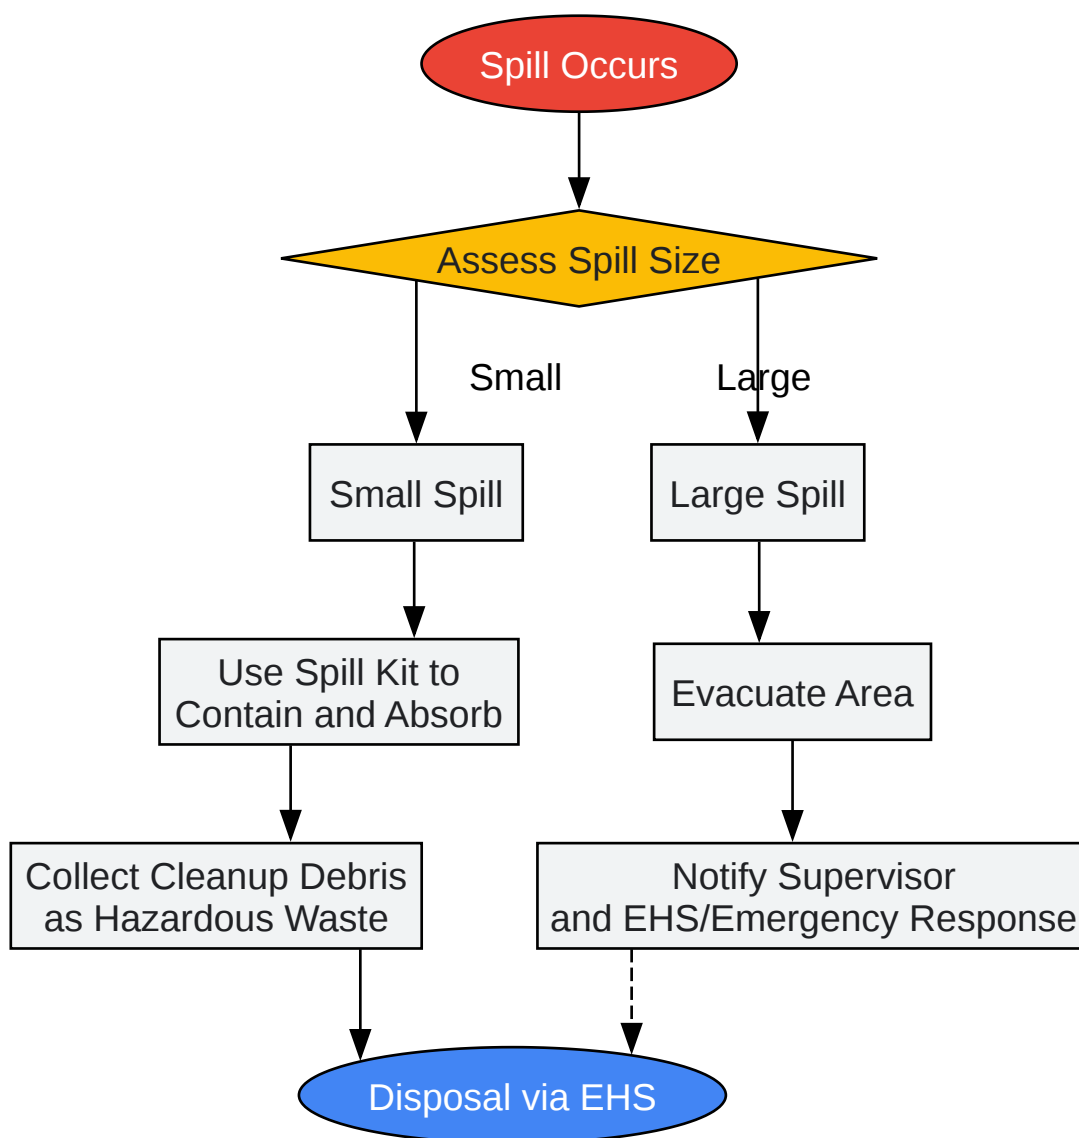 Spill Occurs
Assess Spill Size
Small
Large
Small Spill
Large Spill
Use Spill Kit to
Contain and Absorb
Evacuate Area
Collect Cleanup Debris
as Hazardous Waste
Notify Supervisor
and EHS/Emergency Response
Disposal via EHS